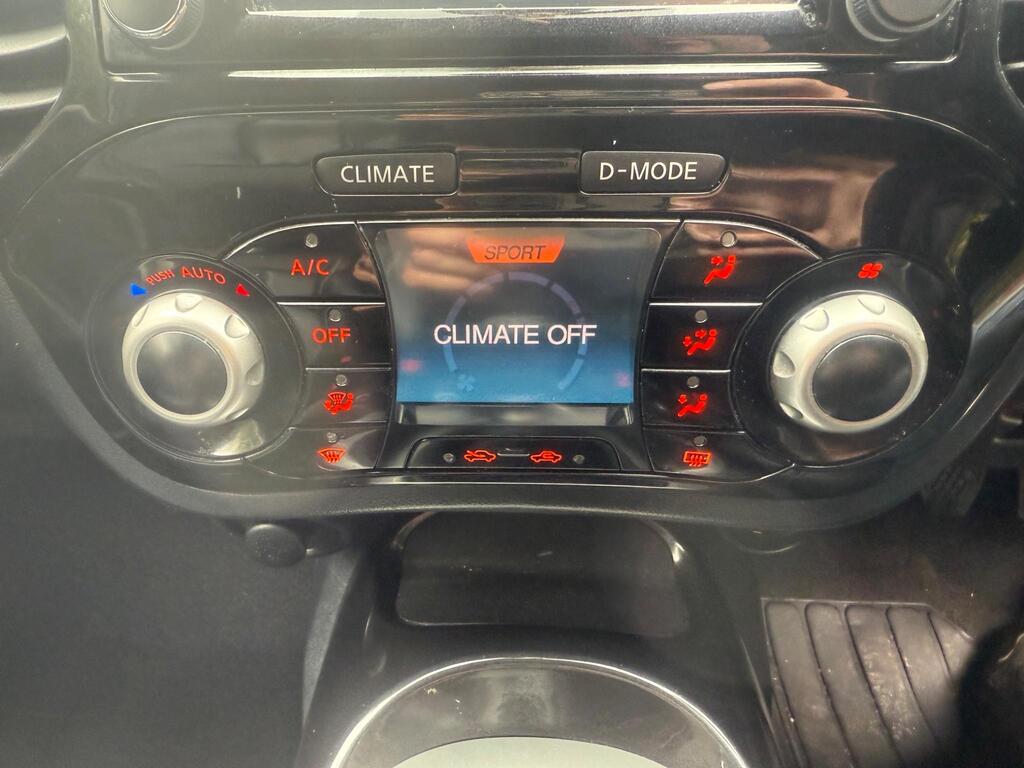 CLIMATE
D-MODE
PUSH AUTO
A/C
SPORT
OFF
CLIMATE OFF